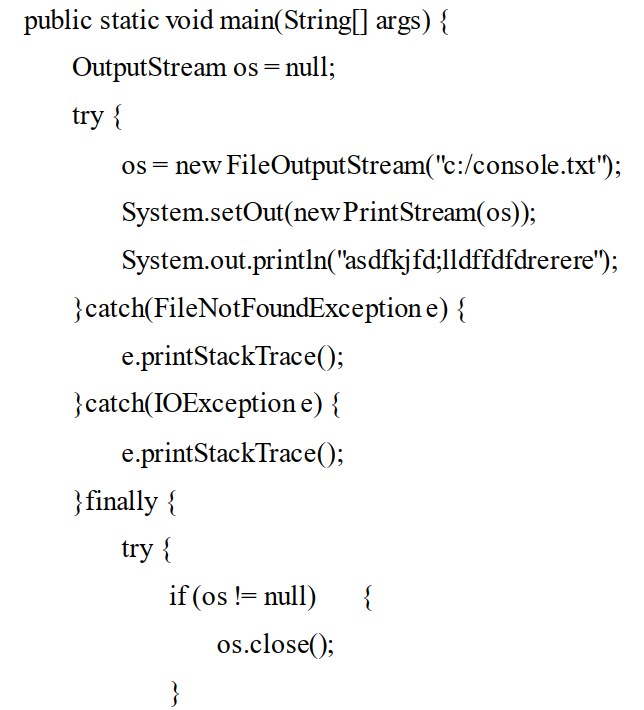 public static void main(String[] args) {
OutputStream os = null;
try {
os = new FileOutputStream("c:/console.txt");
System.setOut(new PrintStream(os));
System.out.println("asdfkjfd;lldffdfdrerere");
}catch(FileNotFoundException e) {
e.printStackTrace();
}catch(IOException e) {
e.printStackTrace();
}finally {
try {
if (os != null) {
os.close();
}